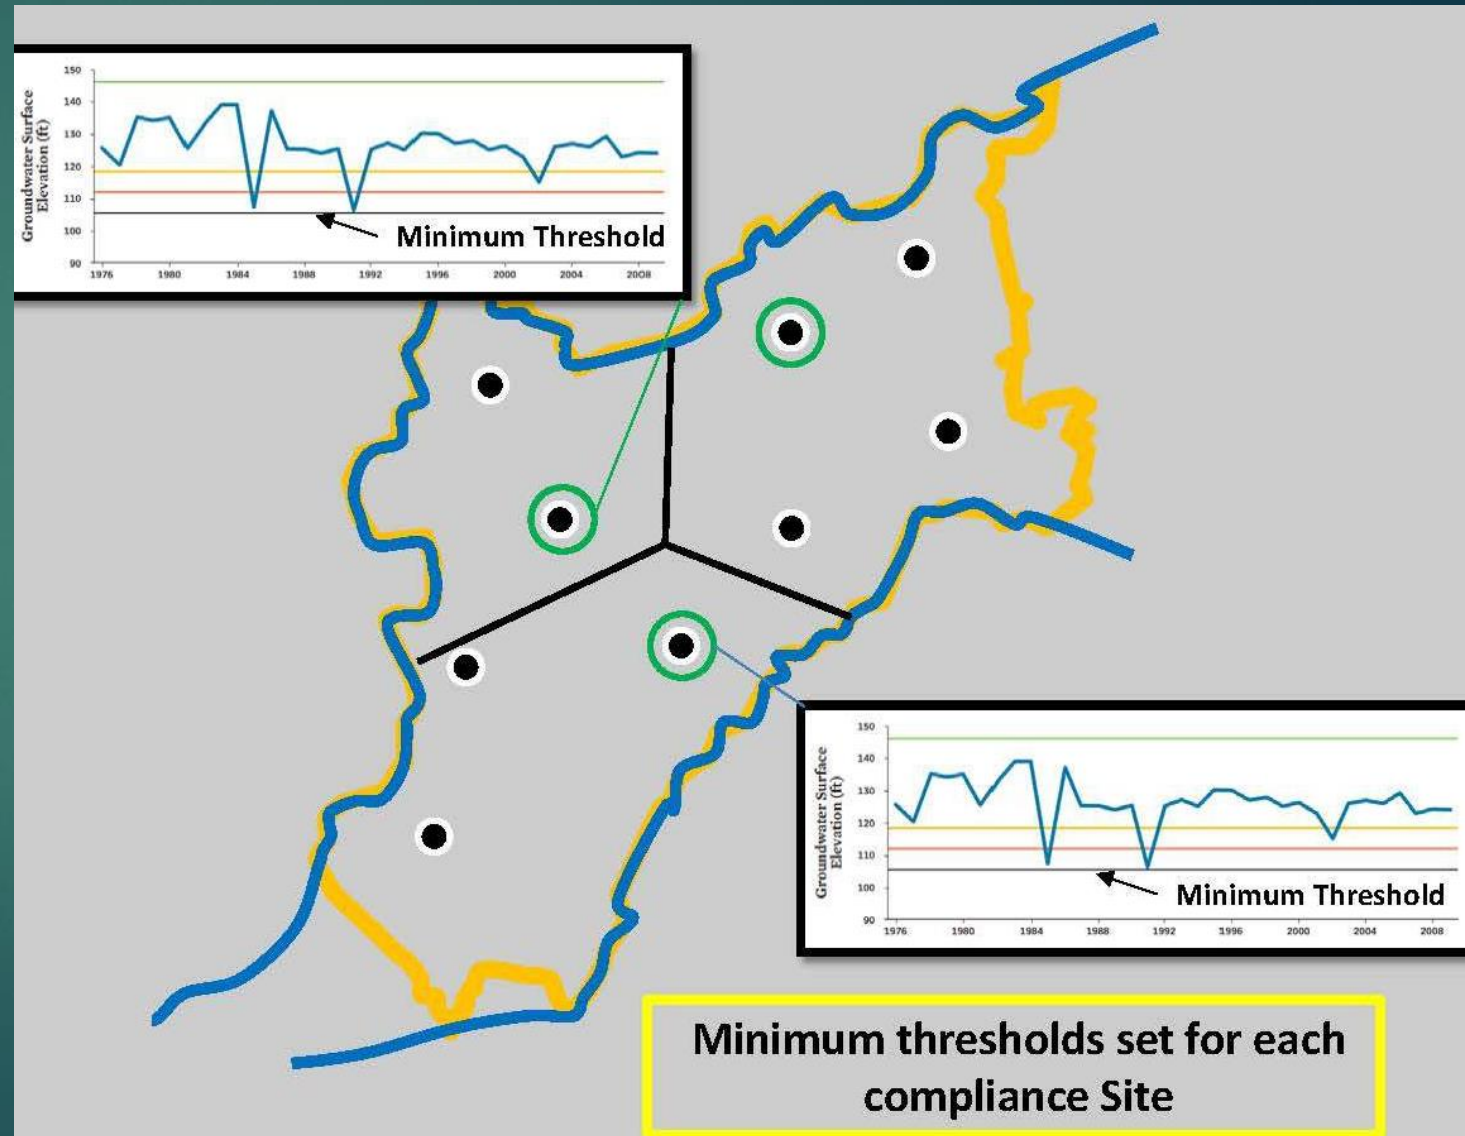 Groundwater Surface
Elevation (ft)
150
140
130
120
110
100
90
1976 1980 1984 1988 1992 1996 2000 2004 2008
Minimum Threshold
Groundwater Surface
Elevation (ft)
150
140
130
120
110
100
90
1976 1980 1984 1988 1992 1996 2000 2004 2008
Minimum Threshold
Minimum thresholds set for each
compliance Site